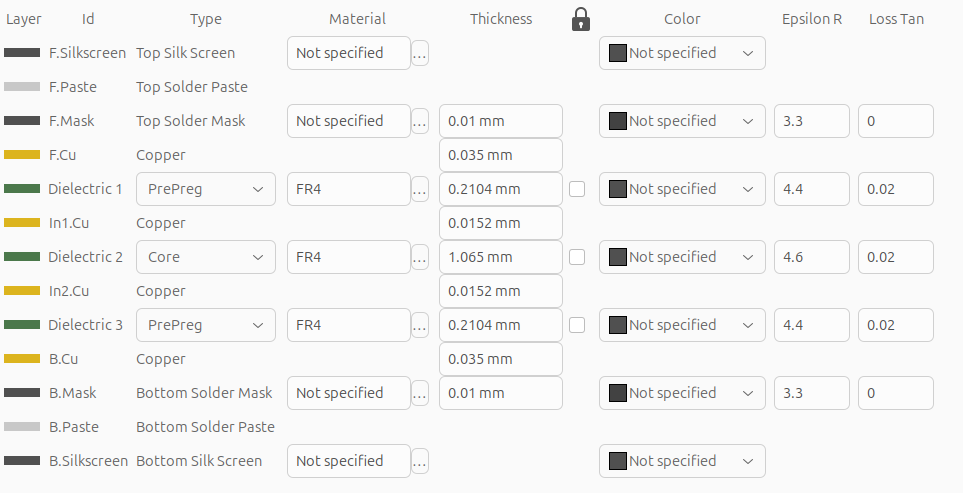 Layer Id Type Material Thickness Color Epsilon R Loss Tan
F.Silkscreen Top Silk Screen Not specified ... Not specified
F.Paste Top Solder Paste
F.Mask Top Solder Mask Not specified ... 0.01 mm Not specified 3.3 0
F.Cu Copper 0.035 mm
Dielectric 1 PrePreg FR4 ... 0.2104 mm Not specified 4.4 0.02
In1.Cu Copper 0.0152 mm
Dielectric 2 Core FR4 ... 1.065 mm Not specified 4.6 0.02
In2.Cu Copper 0.0152 mm
Dielectric 3 PrePreg FR4 ... 0.2104 mm Not specified 4.4 0.02
B.Cu Copper 0.035 mm
B.Mask Bottom Solder Mask Not specified ... 0.01 mm Not specified 3.3 0
B.Paste Bottom Solder Paste
B.Silkscreen Bottom Silk Screen Not specified ... Not specified